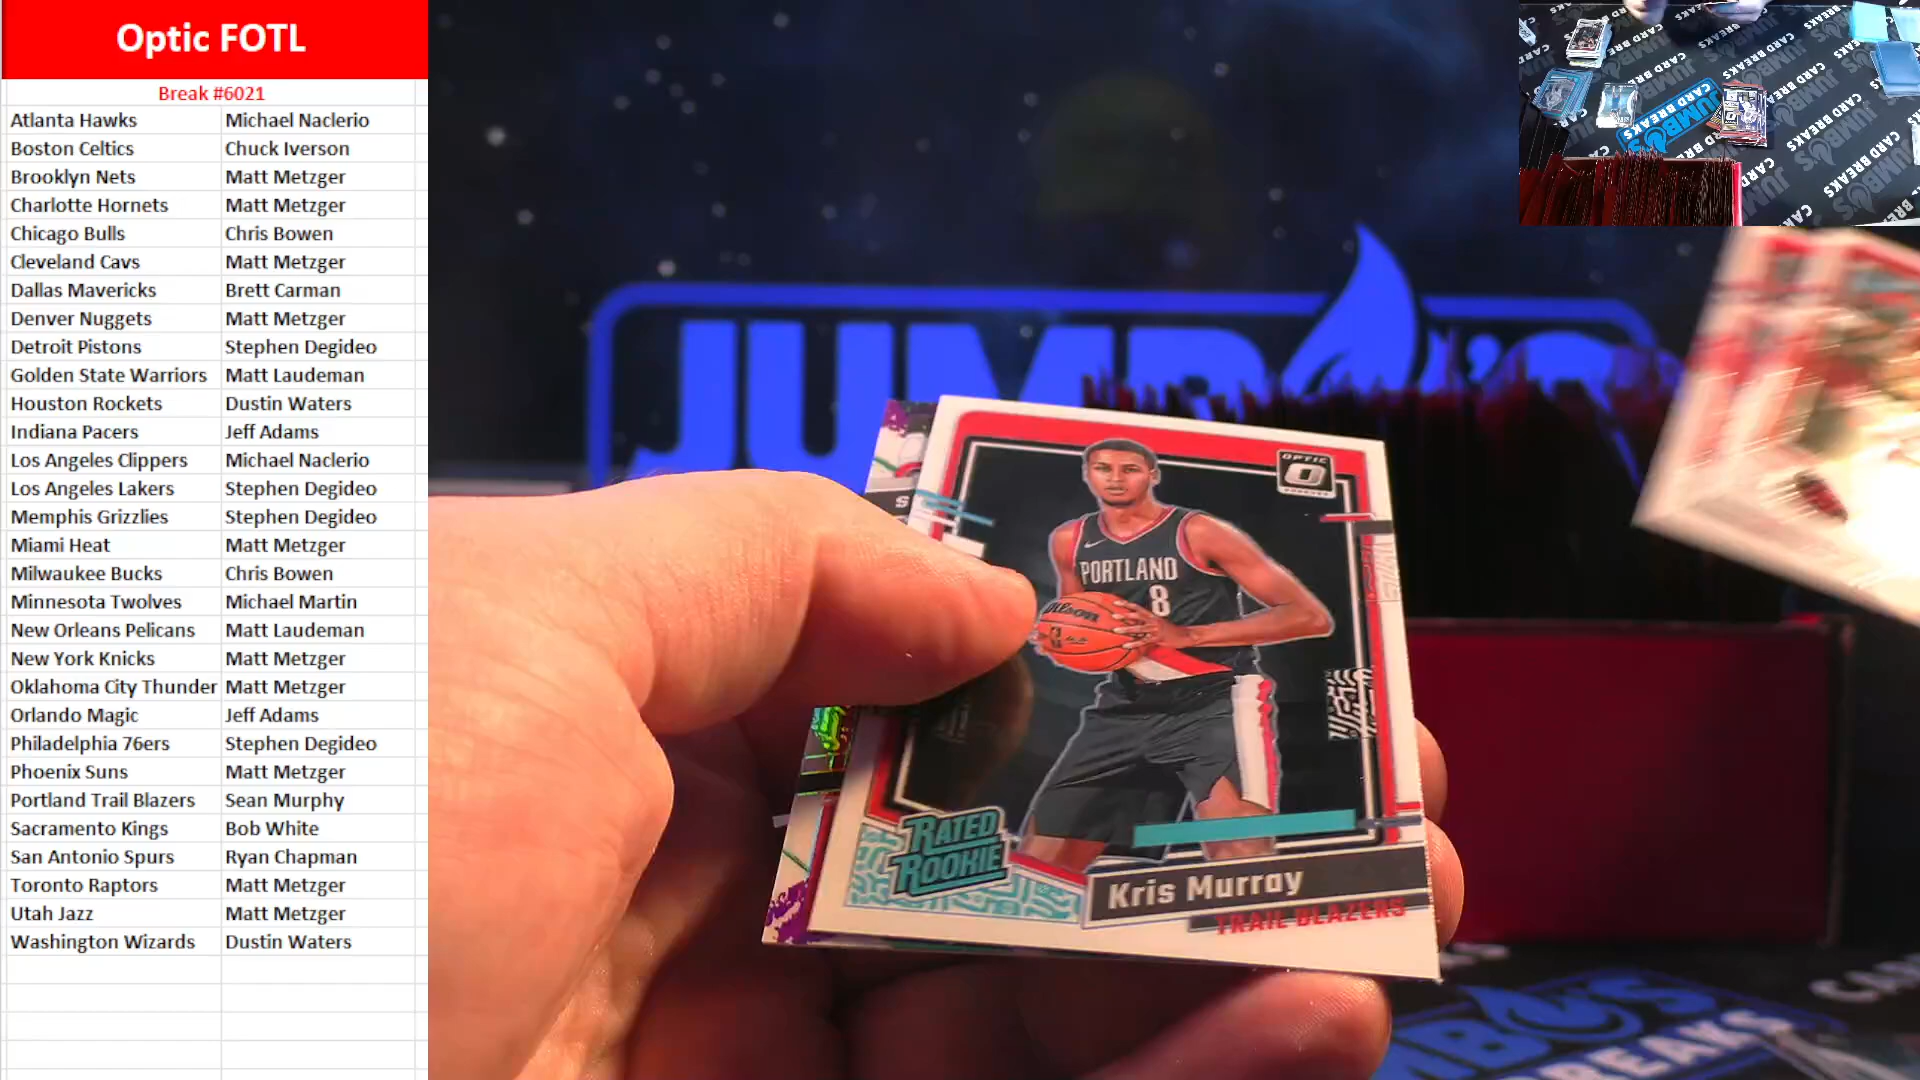 Optic FOTL
Break #6021
Atlanta Hawks Michael Naclerio
Boston Celtics Chuck Iverson
Brooklyn Nets Matt Metzger
Charlotte Hornets Matt Metzger
Chicago Bulls Chris Bowen
Cleveland Cavs Matt Metzger
Dallas Mavericks Brett Carman
Denver Nuggets Matt Metzger
Detroit Pistons Stephen Degideo
Golden State Warriors Matt Laudeman
Houston Rockets Dustin Waters
Indiana Pacers Jeff Adams
Los Angeles Clippers Michael Naclerio
Los Angeles Lakers Stephen Degideo
Memphis Grizzlies Stephen Degideo
Miami Heat Matt Metzger
Milwaukee Bucks Chris Bowen
Minnesota Twolves Michael Martin
New Orleans Pelicans Matt Laudeman
New York Knicks Matt Metzger
Oklahoma City Thunder Matt Metzger
Orlando Magic Jeff Adams
Philadelphia 76ers Stephen Degideo
Phoenix Suns Matt Metzger
Portland Trail Blazers Sean Murphy
Sacramento Kings Bob White
San Antonio Spurs Ryan Chapman
Toronto Raptors Matt Metzger
Utah Jazz Matt Metzger
Washington Wizards Dustin Waters
JUMBO'S
CARD BREAKS
OPTIC
PORTLAND
8
Wilson
RATED
ROOKIE
Kris Murray
TRAIL BLAZERS